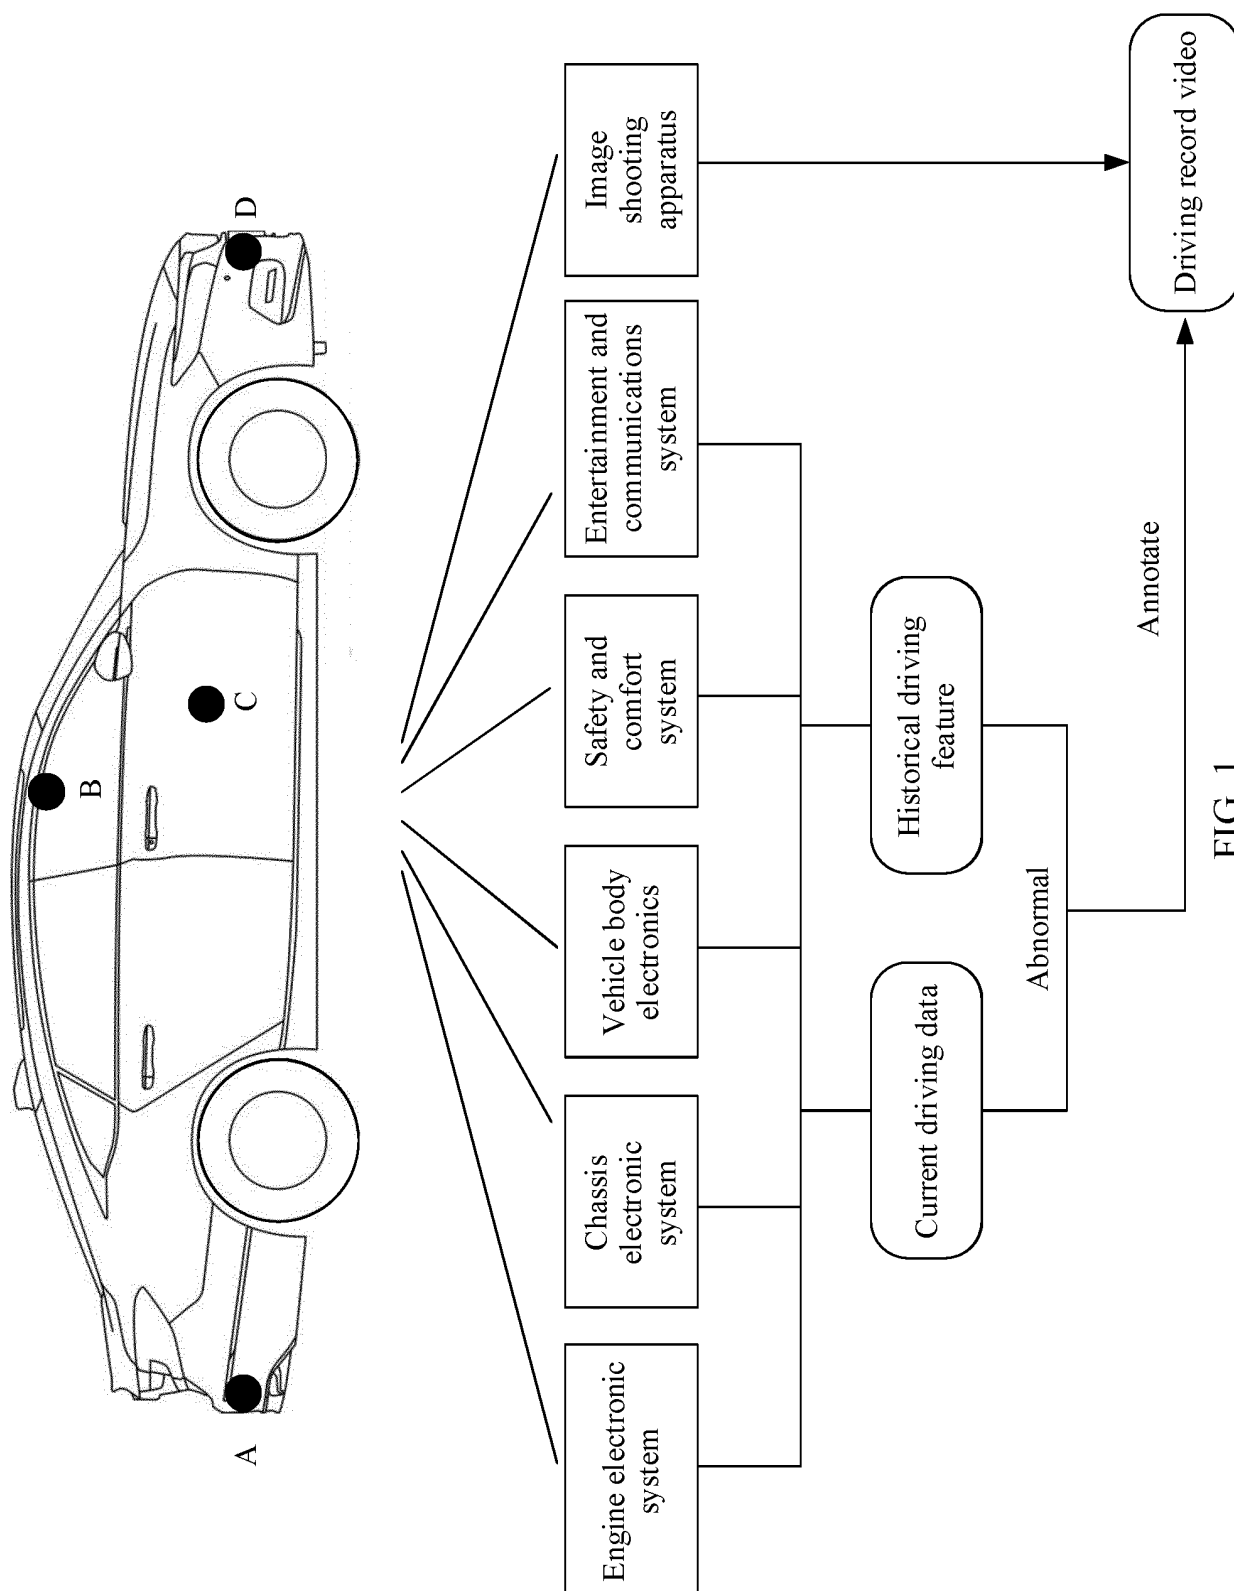 A
B
C
D
Engine electronic
system
Chassis
electronic
system
Vehicle body
electronics
Safety and
comfort
system
Entertainment and
communications
system
Image
shooting
apparatus
Current driving data
Historical driving
feature
Abnormal
Annotate
Driving record video
FIG. 1